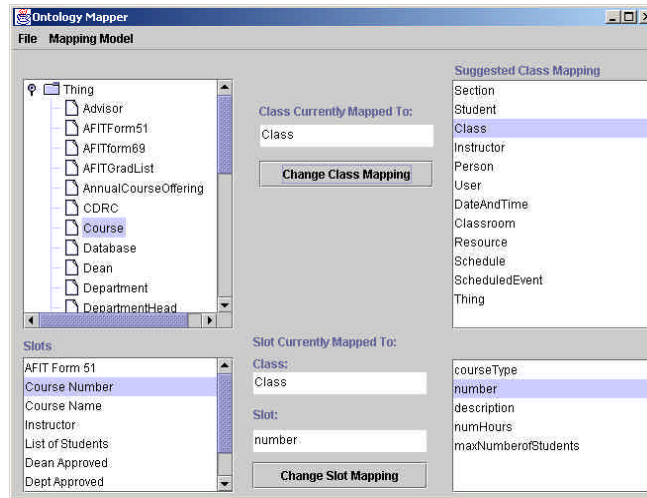 Ontology Mapper
File Mapping Model
Thing
Advisor
AFITForm51
AFITform69
AFITGradList
AnnualCourseOffering
CDRC
Course
Database
Dean
Department
DepartmentHead
Class Currently Mapped To:
Class
Change Class Mapping
Suggested Class Mapping
Section
Student
Class
Instructor
Person
User
DateAndTime
Classroom
Resource
Schedule
ScheduledEvent
Thing
Slots
AFIT Form 51
Course Number
Course Name
Instructor
List of Students
Dean Approved
Dept Approved
Slot Currently Mapped To:
Class:
Class
Slot:
number
Change Slot Mapping
courseType
number
description
numHours
maxNumberofStudents